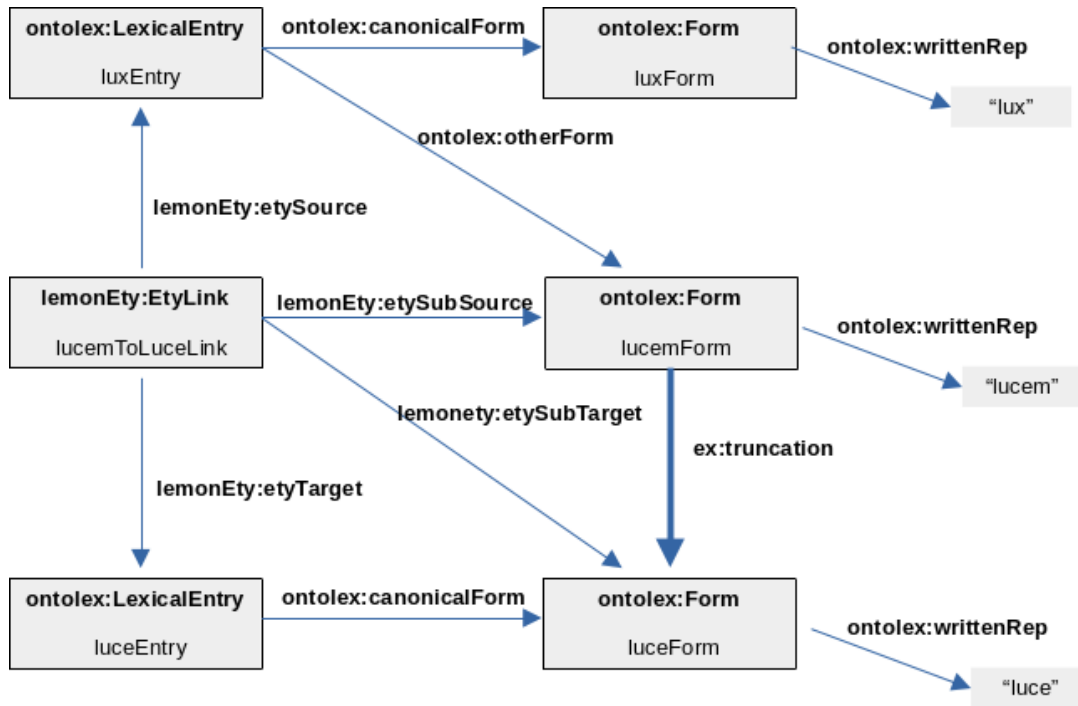 ontolex:LexicalEntry
luxEntry
ontolex:canonicalForm
ontolex:Form
luxForm
ontolex:writtenRep
“lux”
ontolex:otherForm
lemonEty:etySource
lemonEty:EtyLink
lucemToLuceLink
lemonEty:etySubSource
ontolex:Form
lucemForm
ontolex:writtenRep
“lucem”
lemonety:etySubTarget
ex:truncation
lemonEty:etyTarget
ontolex:LexicalEntry
luceEntry
ontolex:canonicalForm
ontolex:Form
luceForm
ontolex:writtenRep
“luce”